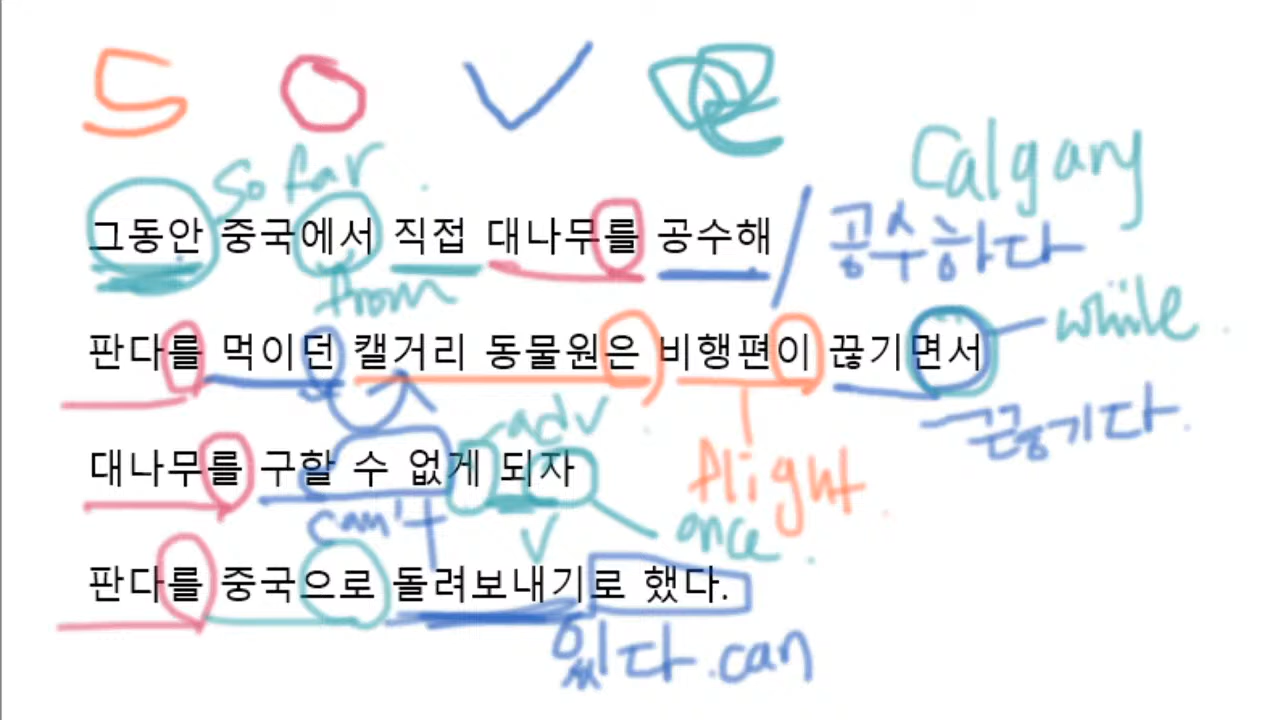 S O V
so far
Calgary
그동안 중국에서 직접 대나무를 공수해 / 공수하다
from
판다를 먹이던 캘거리 동물원은 비행편이 끊기면서 while
끊기다
adv
대나무를 구할 수 없게 되자
flight
can't V once
판다를 중국으로 돌려보내기로 했다.
있다 can